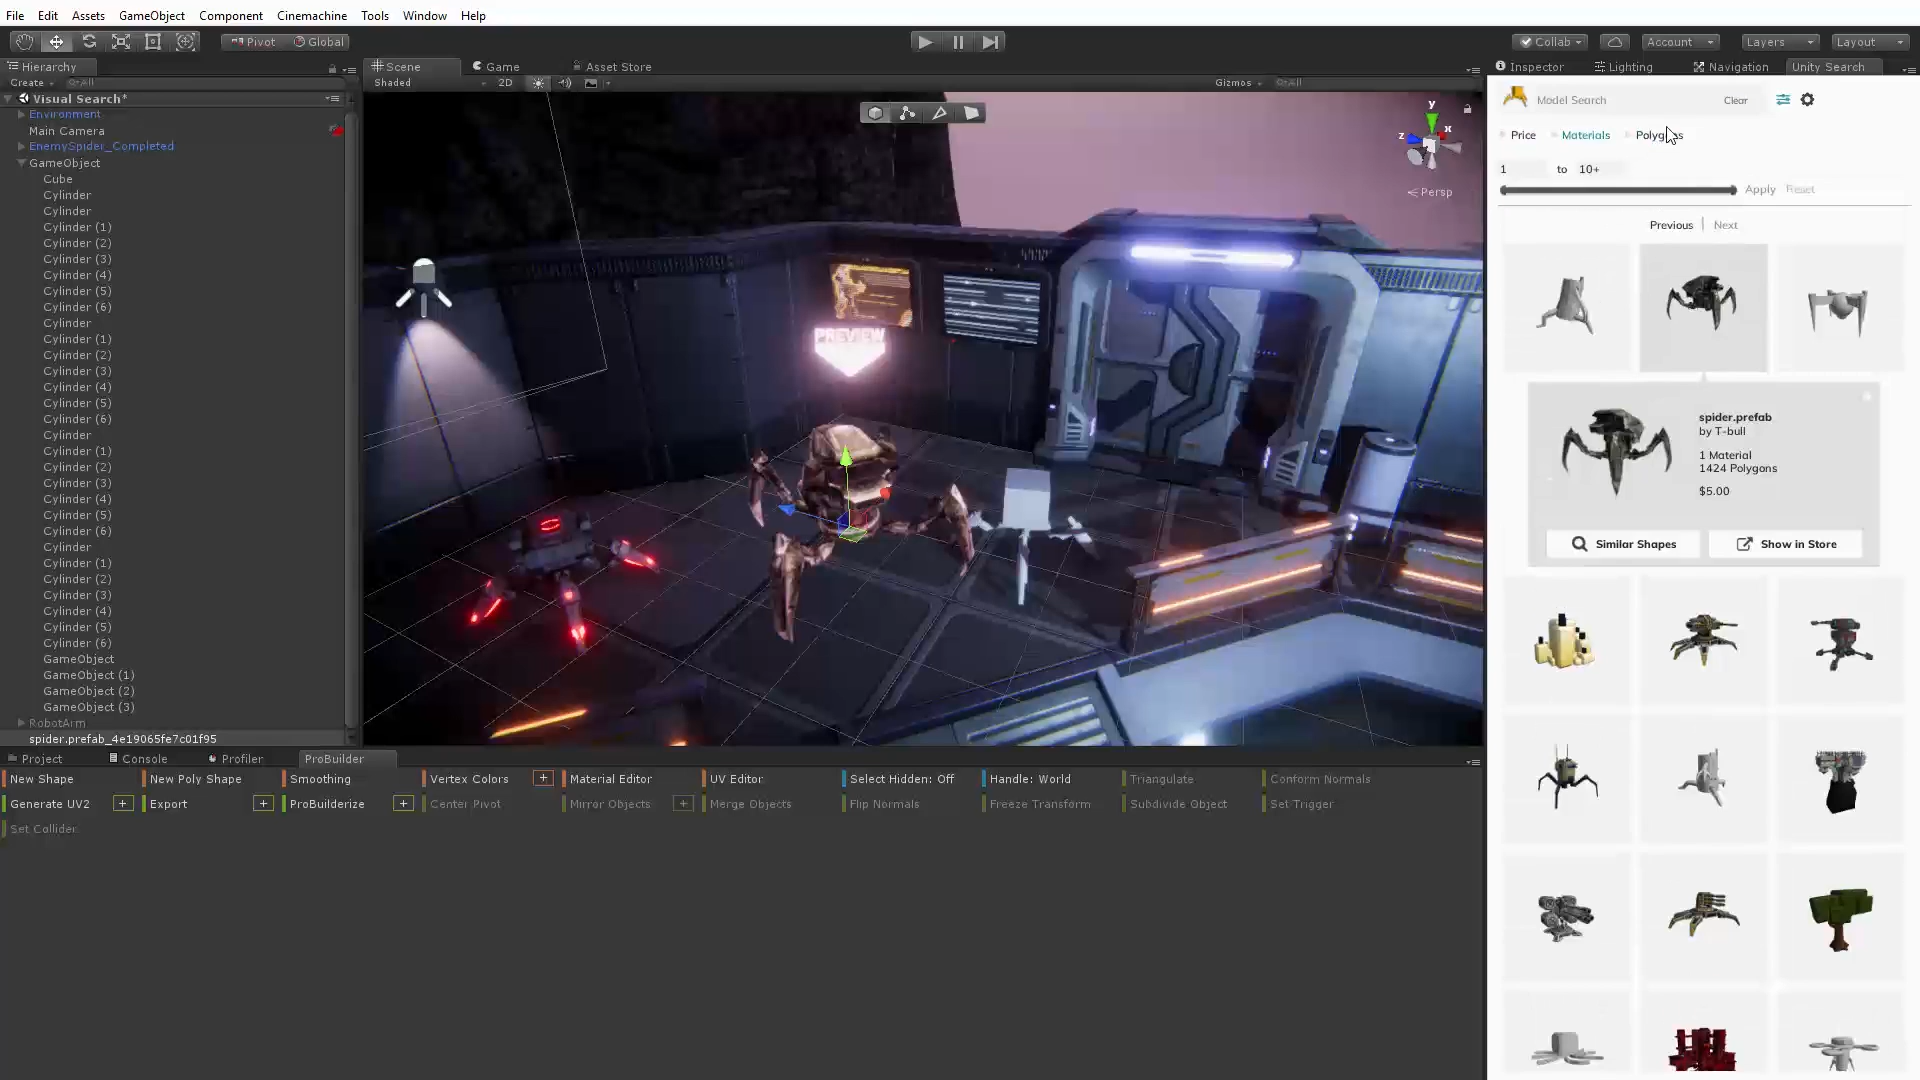 File Edit Assets GameObject Component Cinemachine Tools Window Help
Pivot Global
Collab Account Layers Layout
Hierarchy
Create All
Visual Search*
Environment
Main Camera
EnemySpider_Completed
GameObject
Cube
Cylinder
Cylinder
Cylinder (1)
Cylinder (2)
Cylinder (3)
Cylinder (4)
Cylinder (5)
Cylinder (6)
Cylinder
Cylinder (1)
Cylinder (2)
Cylinder (3)
Cylinder (4)
Cylinder (5)
Cylinder (6)
Cylinder
Cylinder (1)
Cylinder (2)
Cylinder (3)
Cylinder (4)
Cylinder (5)
Cylinder (6)
Cylinder
Cylinder (1)
Cylinder (2)
Cylinder (3)
Cylinder (4)
Cylinder (5)
Cylinder (6)
GameObject
GameObject (1)
GameObject (2)
GameObject (3)
RobotArm
spider.prefab_4e19065fe7c01f95
Scene Game Asset Store
Shaded 2D Gizmos All
y
x
z
Persp
PREVIEW
Inspector Lighting Navigation Unity Search
Model Search Clear
Price Materials Polygons
1 to 10+
Apply Reset
Previous Next
spider.prefab
by T-bull
1 Material
1424 Polygons
$5.00
Similar Shapes Show in Store
Project Console Profiler ProBuilder
New Shape New Poly Shape Smoothing Vertex Colors + Material Editor UV Editor Select Hidden: Off Handle: World Triangulate Conform Normals
Generate UV2 + Export + ProBuilderize + Center Pivot Mirror Objects + Merge Objects Flip Normals Freeze Transform Subdivide Object Set Trigger
Set Collider